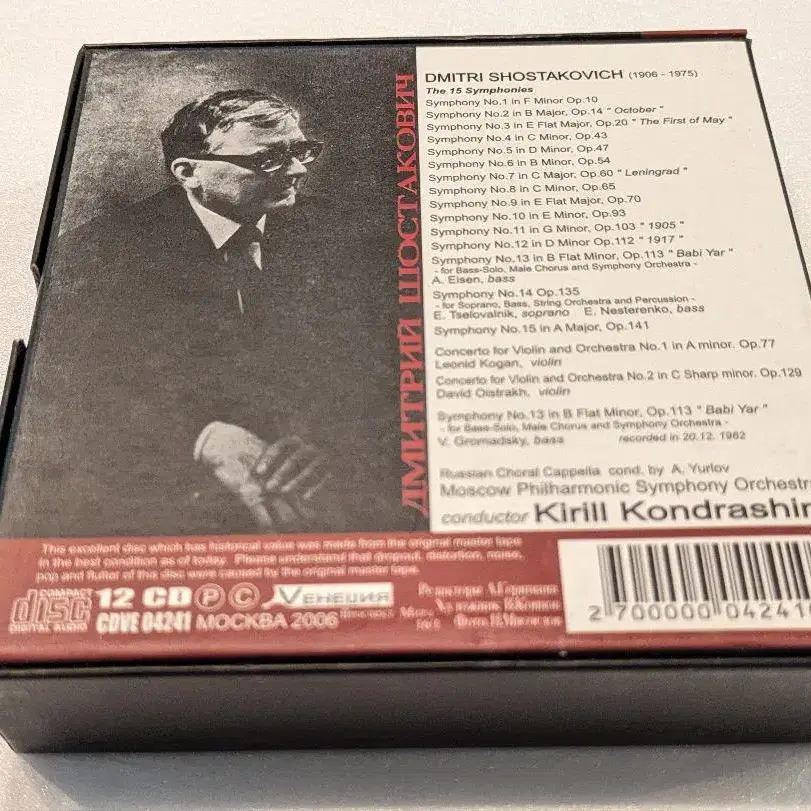 ДМИТРИЙ ШОСТАКОВИЧ
DMITRI SHOSTAKOVICH (1906 - 1975)
The 15 Symphonies
Symphony No.1 in F Minor Op.10
Symphony No.2 in B Major, Op.14 " October "
Symphony No.3 in E Flat Major, Op.20 " The First of May "
Symphony No.4 in C Minor, Op.43
Symphony No.5 in D Minor, Op.47
Symphony No.6 in B Minor, Op.54
Symphony No.7 in C Major, Op.60 " Leningrad "
Symphony No.8 in C Minor, Op.65
Symphony No.9 in E Flat Major, Op.70
Symphony No.10 in E Minor, Op.93
Symphony No.11 in G Minor, Op.103 " 1905 "
Symphony No.12 in D Minor Op.112 " 1917 "
Symphony No.13 in B Flat Minor, Op.113 " Babi Yar "
- for Bass-Solo, Male Chorus and Symphony Orchestra -
A. Eisen, bass
Symphony No.14 Op.135
- for Soprano, Bass, String Orchestra and Percussion -
E. Tselovalnik, soprano E. Nesterenko, bass
Symphony No.15 in A Major, Op.141
Concerto for Violin and Orchestra No.1 in A minor. Op.77
Leonid Kogan, violin
Concerto for Violin and Orchestra No.2 in C Sharp minor. Op.129
David Oistrakh, violin
Symphony No.13 in B Flat Minor, Op.113 " Babi Yar "
- for Bass-Solo, Male Chorus and Symphony Orchestra -
V. Gromadsky, bass recorded in 20.12. 1962
Russian Choral Cappella cond. by A. Yurlov
Moscow Philharmonic Symphony Orchestr
conductor Kirill Kondrashin
This excellent disc which has historical value was made from the original master tape
in the best condition as of today. Please understand that dropout, distortion, noise,
pop and flutter of this disc were caused by the original master tape.
COMPACT
disc
DIGITAL AUDIO
12 CD Ⓟ Ⓒ ВЕНЕЦИЯ
CDVE 04241 МОСКВА 2006
2 700000 04241